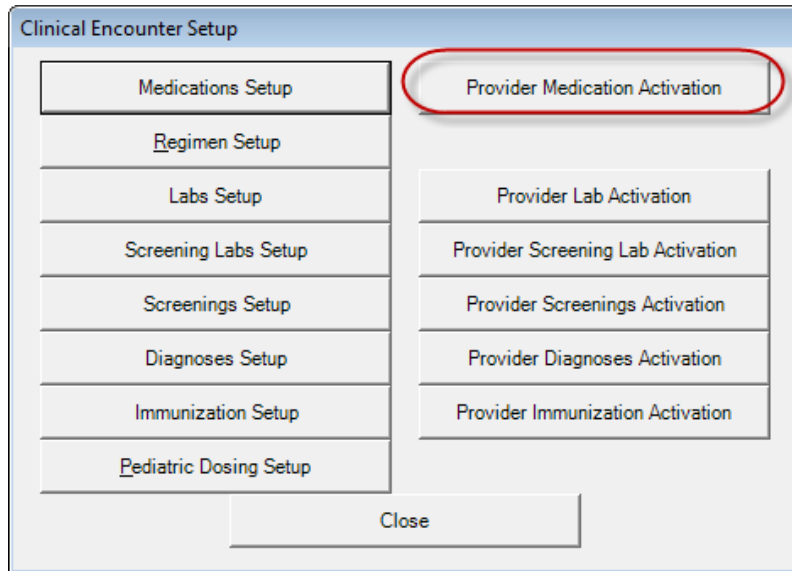 Clinical Encounter Setup
Medications Setup
Provider Medication Activation
Regimen Setup
Labs Setup
Provider Lab Activation
Screening Labs Setup
Provider Screening Lab Activation
Screenings Setup
Provider Screenings Activation
Diagnoses Setup
Provider Diagnoses Activation
Immunization Setup
Provider Immunization Activation
Pediatric Dosing Setup
Close